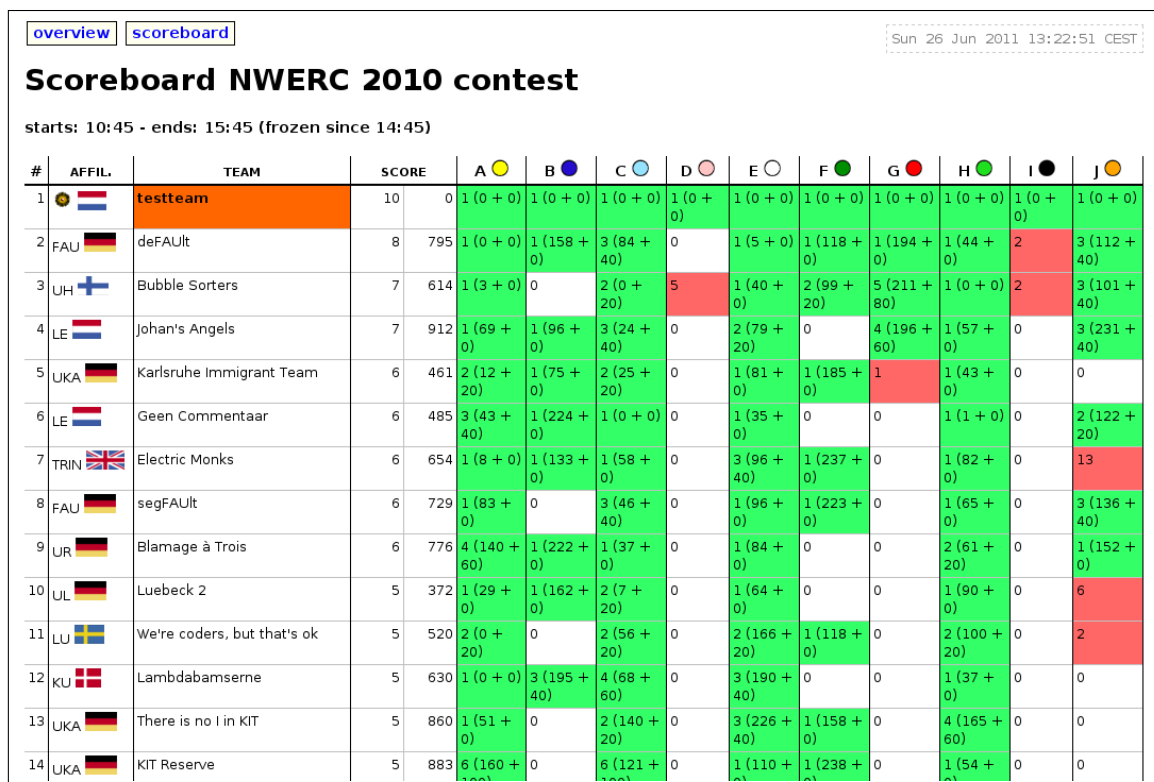 overview scoreboard
Sun 26 Jun 2011 13:22:51 CEST
Scoreboard NWERC 2010 contest
starts: 10:45 - ends: 15:45 (frozen since 14:45)
# AFFIL. TEAM SCORE A B C D E F G H I J
1 testteam 10 0 1 (0 + 0) 1 (0 + 0) 1 (0 + 0) 1 (0 + 0) 1 (0 + 0) 1 (0 + 0) 1 (0 + 0) 1 (0 + 0) 1 (0 + 0) 1 (0 + 0)
2 FAU deFAUlt 8 795 1 (0 + 0) 1 (158 + 0) 3 (84 + 40) 0 1 (5 + 0) 1 (118 + 0) 1 (194 + 0) 1 (44 + 0) 2 3 (112 + 40)
3 UH Bubble Sorters 7 614 1 (3 + 0) 0 2 (0 + 20) 5 1 (40 + 0) 2 (99 + 20) 5 (211 + 80) 1 (0 + 0) 2 3 (101 + 40)
4 LE Johan's Angels 7 912 1 (69 + 0) 1 (96 + 0) 3 (24 + 40) 0 2 (79 + 20) 0 4 (196 + 60) 1 (57 + 0) 0 3 (231 + 40)
5 UKA Karlsruhe Immigrant Team 6 461 2 (12 + 20) 1 (75 + 0) 2 (25 + 20) 0 1 (81 + 0) 1 (185 + 0) 1 1 (43 + 0) 0 0
6 LE Geen Commentaar 6 485 3 (43 + 40) 1 (224 + 0) 1 (0 + 0) 0 1 (35 + 0) 0 0 1 (1 + 0) 0 2 (122 + 20)
7 TRIN Electric Monks 6 654 1 (8 + 0) 1 (133 + 0) 1 (58 + 0) 0 3 (96 + 40) 1 (237 + 0) 0 1 (82 + 0) 0 13
8 FAU segFAUlt 6 729 1 (83 + 0) 0 3 (46 + 40) 0 1 (96 + 0) 1 (223 + 0) 0 1 (65 + 0) 0 3 (136 + 40)
9 UR Blamage à Trois 6 776 4 (140 + 60) 1 (222 + 0) 1 (37 + 0) 0 1 (84 + 0) 0 0 2 (61 + 20) 0 1 (152 + 0)
10 UL Luebeck 2 5 372 1 (29 + 0) 1 (162 + 0) 2 (7 + 20) 0 1 (64 + 0) 0 0 1 (90 + 0) 0 6
11 LU We're coders, but that's ok 5 520 2 (0 + 20) 0 2 (56 + 20) 0 2 (166 + 20) 1 (118 + 0) 0 2 (100 + 20) 0 2
12 KU Lambdabamserne 5 630 1 (0 + 0) 3 (195 + 40) 4 (68 + 60) 0 3 (190 + 40) 0 0 1 (37 + 0) 0 0
13 UKA There is no I in KIT 5 860 1 (51 + 0) 0 2 (140 + 20) 0 3 (226 + 40) 1 (158 + 0) 0 4 (165 + 60) 0 0
14 UKA KIT Reserve 5 883 6 (160 + 0 6 (121 + 0 1 (110 + 1 (238 + 0 1 (54 + 0 0